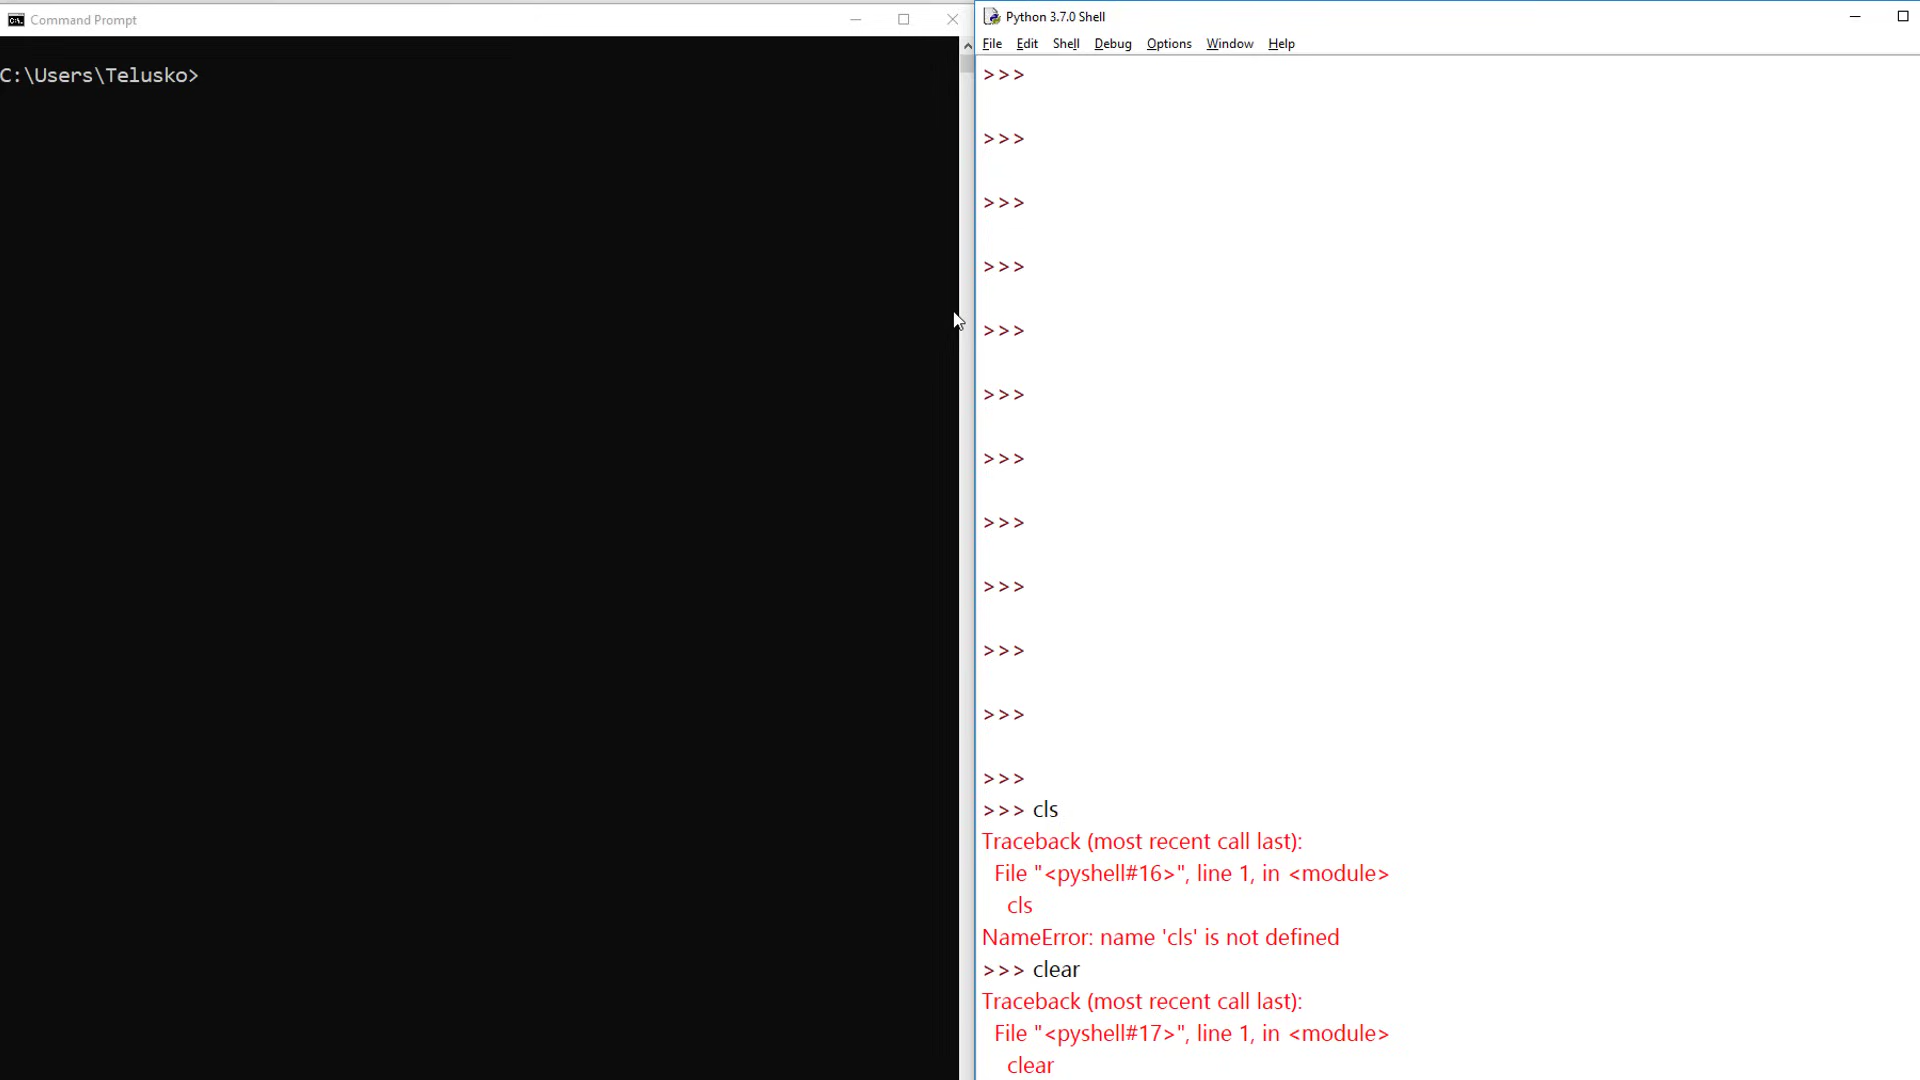 Command Prompt
C:\Users\Telusko>
Python 3.7.0 Shell
File Edit Shell Debug Options Window Help
>>>
>>>
>>>
>>>
>>>
>>>
>>>
>>>
>>>
>>>
>>>
>>>
>>> cls
Traceback (most recent call last):
  File "<pyshell#16>", line 1, in <module>
    cls
NameError: name 'cls' is not defined
>>> clear
Traceback (most recent call last):
  File "<pyshell#17>", line 1, in <module>
    clear